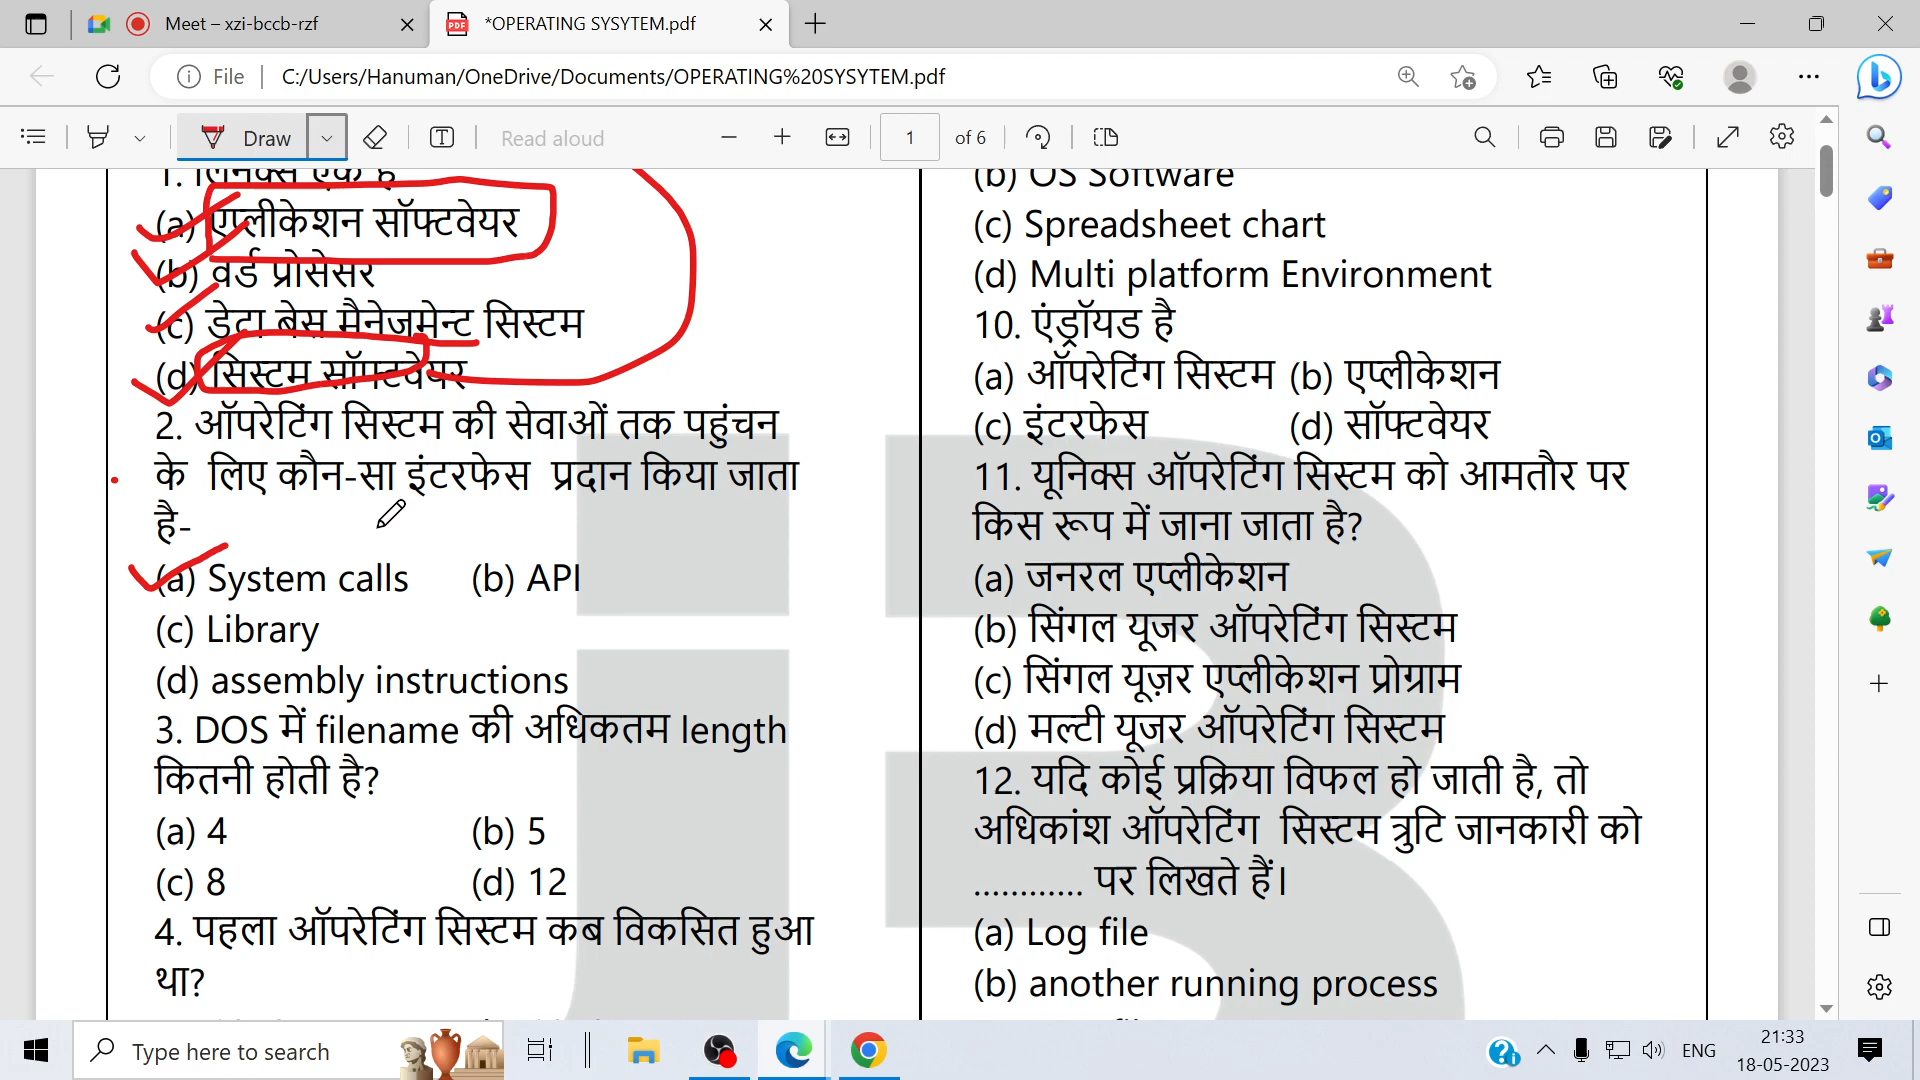 Meet – xzi-bccb-rzf
*OPERATING SYSYTEM.pdf
File
C:/Users/Hanuman/OneDrive/Documents/OPERATING%20SYSYTEM.pdf
Draw
Read aloud
1 of 6
1. लिनक्स एक है
(a) एप्लीकेशन सॉफ्टवेयर
(b) वर्ड प्रोसेसर
(c) डेटा बेस मैनेजमेन्ट सिस्टम
(d) सिस्टम सॉफ्टवेयर
2. ऑपरेटिंग सिस्टम की सेवाओं तक पहुंचन
के लिए कौन-सा इंटरफेस प्रदान किया जाता
है-
(a) System calls (b) API
(c) Library
(d) assembly instructions
3. DOS में filename की अधिकतम length
कितनी होती है?
(a) 4 (b) 5
(c) 8 (d) 12
4. पहला ऑपरेटिंग सिस्टम कब विकसित हुआ
था?
(b) OS Software
(c) Spreadsheet chart
(d) Multi platform Environment
10. एंड्रॉयड है
(a) ऑपरेटिंग सिस्टम (b) एप्लीकेशन
(c) इंटरफेस (d) सॉफ्टवेयर
11. यूनिक्स ऑपरेटिंग सिस्टम को आमतौर पर
किस रूप में जाना जाता है?
(a) जनरल एप्लीकेशन
(b) सिंगल यूजर ऑपरेटिंग सिस्टम
(c) सिंगल यूज़र एप्लीकेशन प्रोग्राम
(d) मल्टी यूजर ऑपरेटिंग सिस्टम
12. यदि कोई प्रक्रिया विफल हो जाती है, तो
अधिकांश ऑपरेटिंग सिस्टम त्रुटि जानकारी को
............ पर लिखते हैं।
(a) Log file
(b) another running process
Type here to search
ENG
21:33
18-05-2023